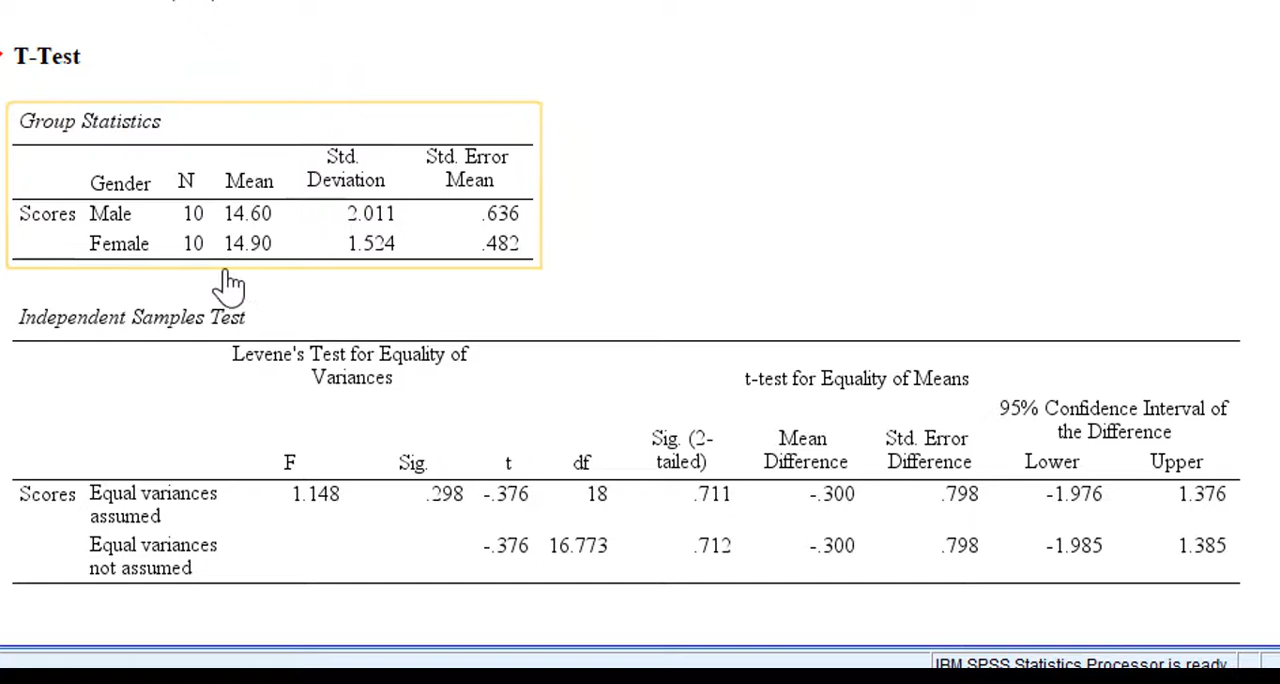 T-Test
Group Statistics
Gender N Mean Std. Deviation Std. Error Mean
Scores Male 10 14.60 2.011 .636
Female 10 14.90 1.524 .482
Independent Samples Test
Levene's Test for Equality of Variances t-test for Equality of Means
95% Confidence Interval of the Difference
F Sig. t df Sig. (2-tailed) Mean Difference Std. Error Difference Lower Upper
Scores Equal variances assumed 1.148 .298 -.376 18 .711 -.300 .798 -1.976 1.376
Equal variances not assumed -.376 16.773 .712 -.300 .798 -1.985 1.385
IBM SPSS Statistics Processor is ready